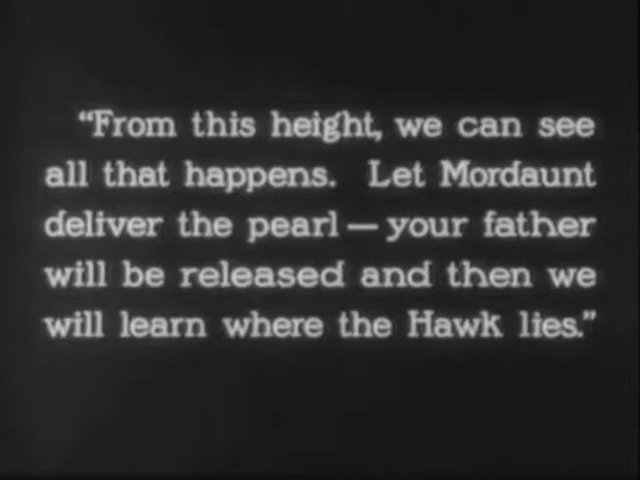 “From this height, we can see
all that happens. Let Mordaunt
deliver the pearl — your father
will be released and then we
will learn where the Hawk lies.”